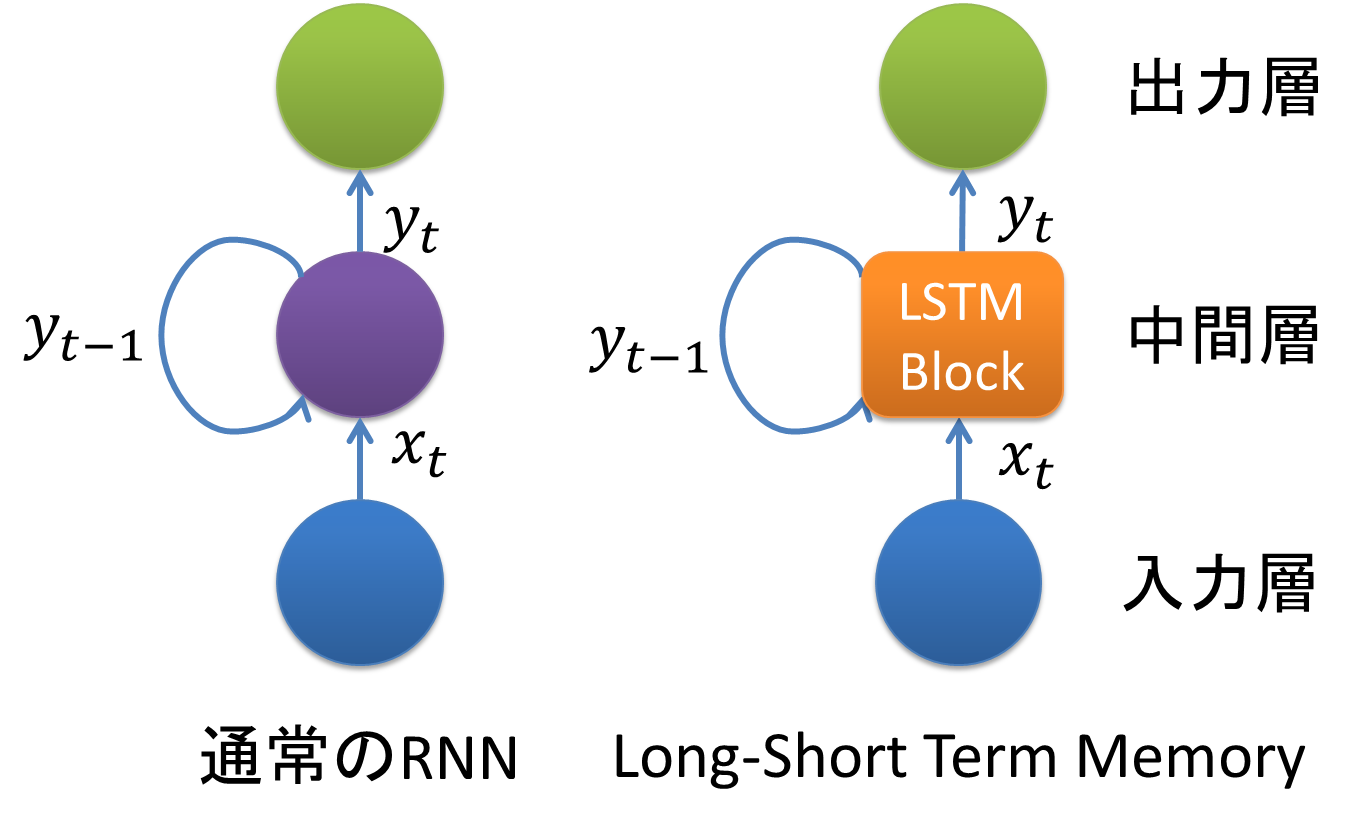 出力層
y_t
y_t
y_{t-1}
y_{t-1}
LSTM
Block
中間層
x_t
x_t
入力層
通常のRNN
Long-Short Term Memory